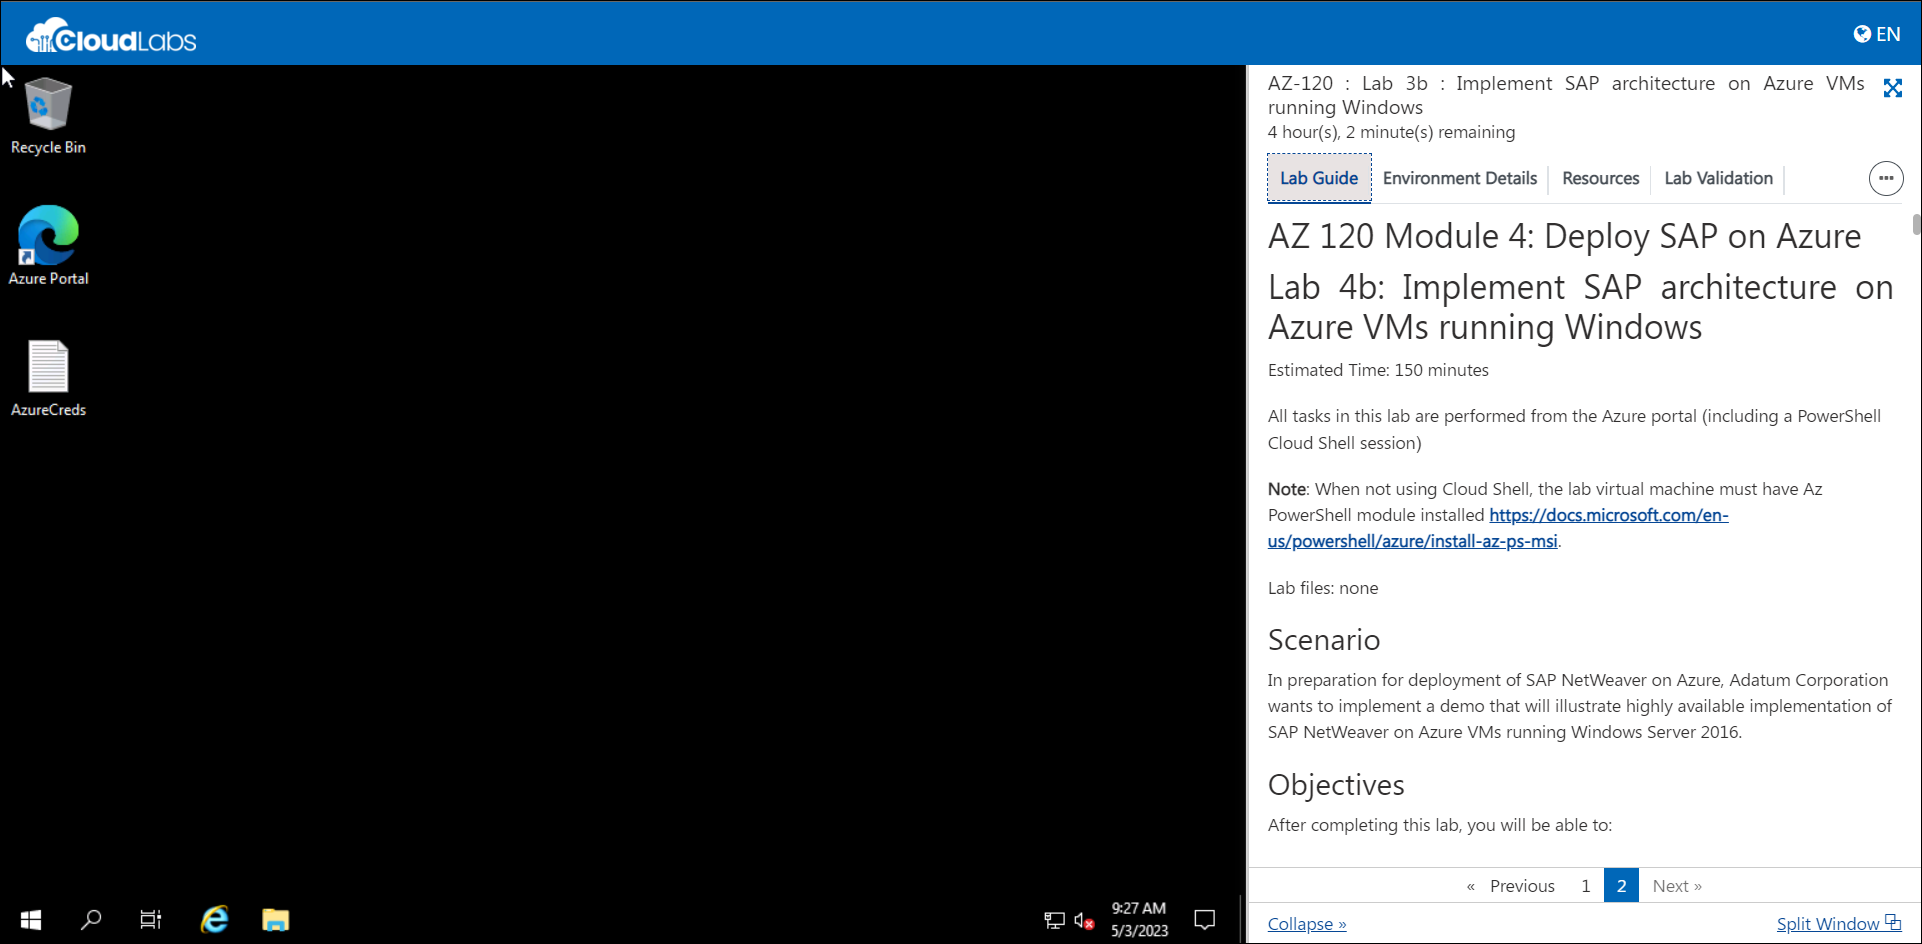 CloudLabs
EN
Recycle Bin
Azure Portal
AzureCreds
9:27 AM
5/3/2023
AZ-120 : Lab 3b : Implement SAP architecture on Azure VMs
running Windows
4 hour(s), 2 minute(s) remaining
Lab Guide
Environment Details
Resources
Lab Validation
AZ 120 Module 4: Deploy SAP on Azure
Lab 4b: Implement SAP architecture on
Azure VMs running Windows
Estimated Time: 150 minutes
All tasks in this lab are performed from the Azure portal (including a PowerShell
Cloud Shell session)
Note: When not using Cloud Shell, the lab virtual machine must have Az
PowerShell module installed https://docs.microsoft.com/en-
us/powershell/azure/install-az-ps-msi.
Lab files: none
Scenario
In preparation for deployment of SAP NetWeaver on Azure, Adatum Corporation
wants to implement a demo that will illustrate highly available implementation of
SAP NetWeaver on Azure VMs running Windows Server 2016.
Objectives
After completing this lab, you will be able to:
« Previous 1 2 Next »
Collapse »
Split Window